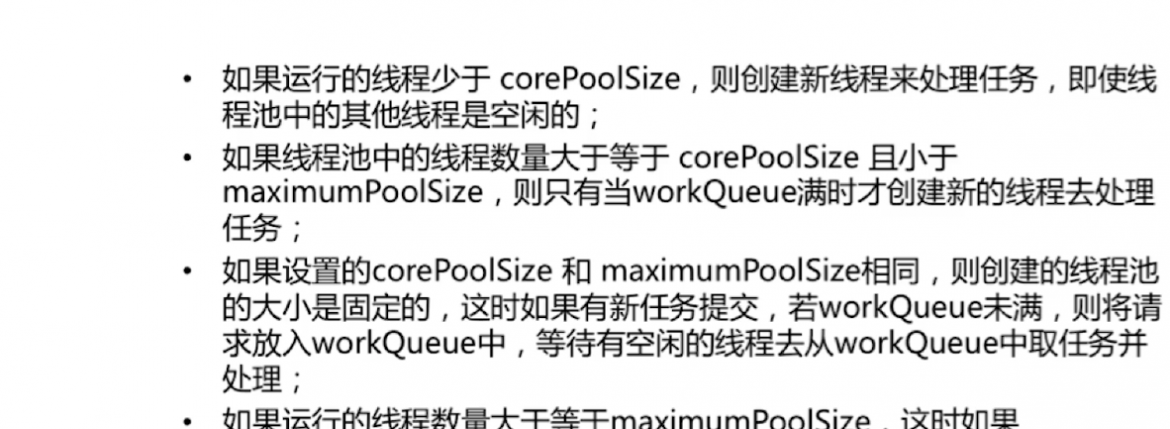 • 如果运行的线程少于 corePoolSize，则创建新线程来处理任务，即使线
程池中的其他线程是空闲的；
• 如果线程池中的线程数量大于等于 corePoolSize 且小于
maximumPoolSize，则只有当workQueue满时才创建新的线程去处理
任务；
• 如果设置的corePoolSize 和 maximumPoolSize相同，则创建的线程池
的大小是固定的，这时如果有新任务提交，若workQueue未满，则将请
求放入workQueue中，等待有空闲的线程去从workQueue中取任务并
处理；
• 如果运行的线程数量大于等于maximumPoolSize，这时如果